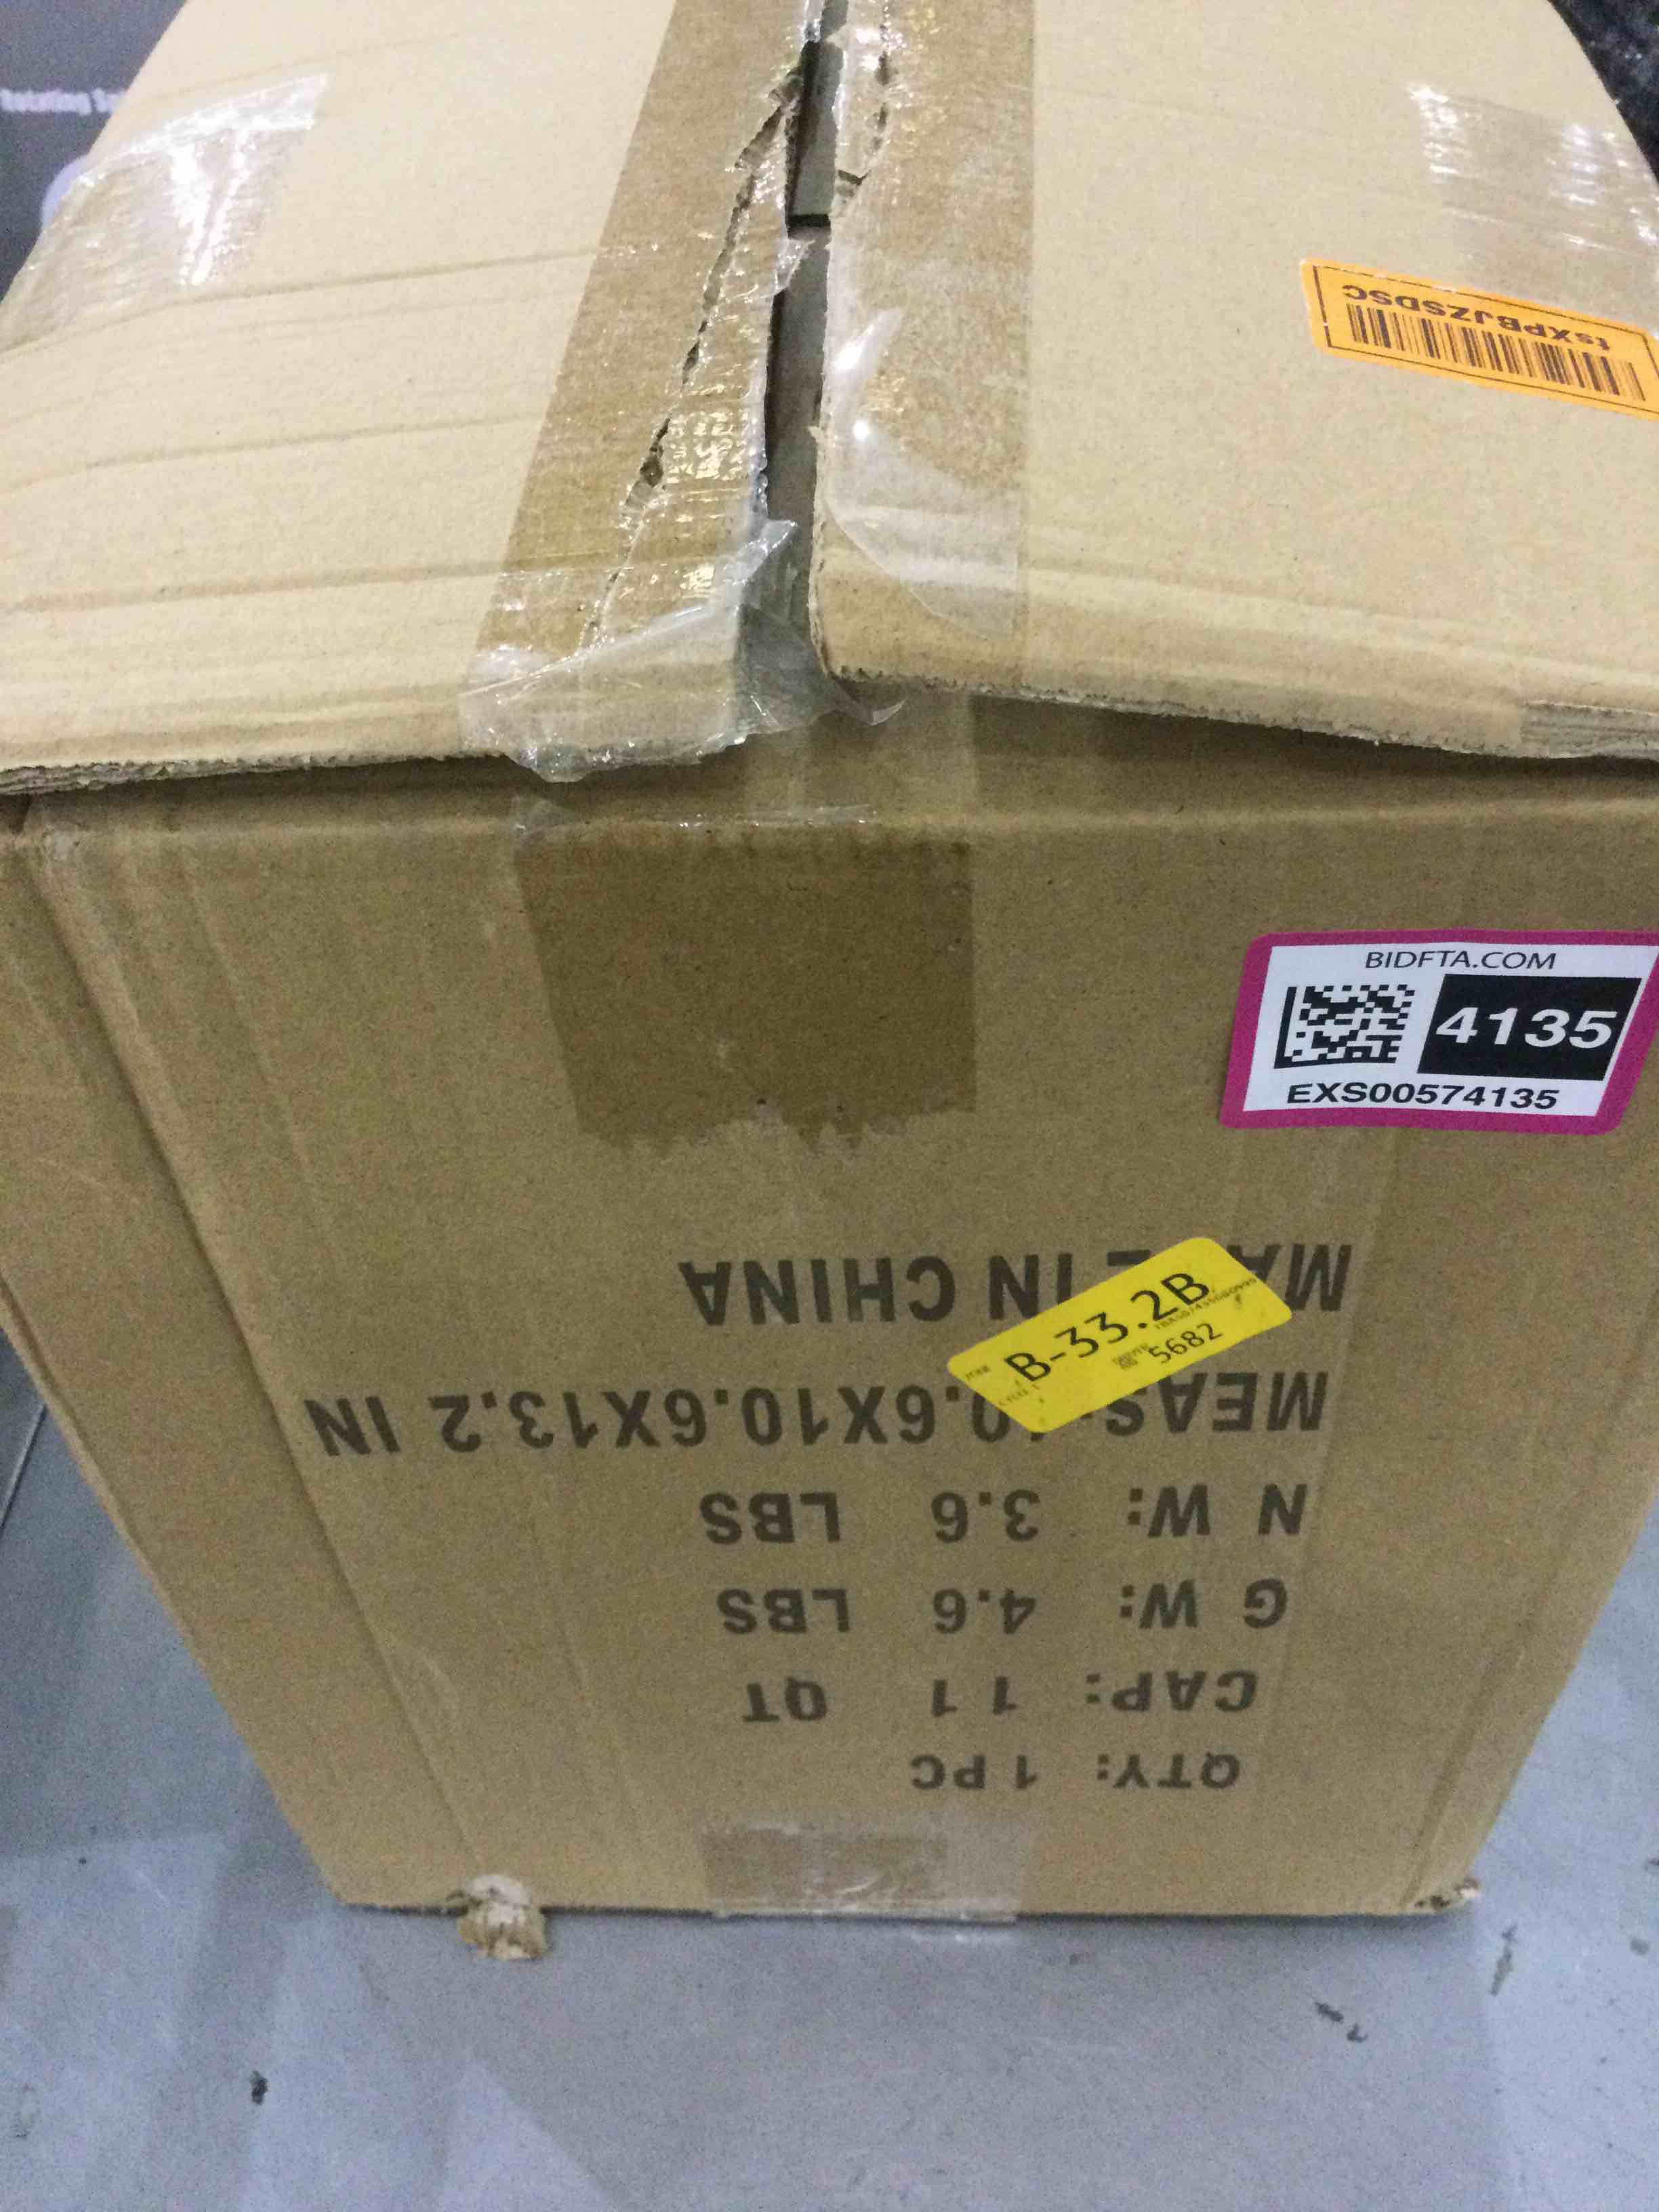 tsXPBJZSDSC
BIDFTA.COM
4135
EXS00574135
B-33.2B
5682
QTY: 1 PC
CAP: 11 QT
G W: 4.6 LBS
N W: 3.6 LBS
MEAS: 10.6X10.6X13.2 IN
MADE IN CHINA